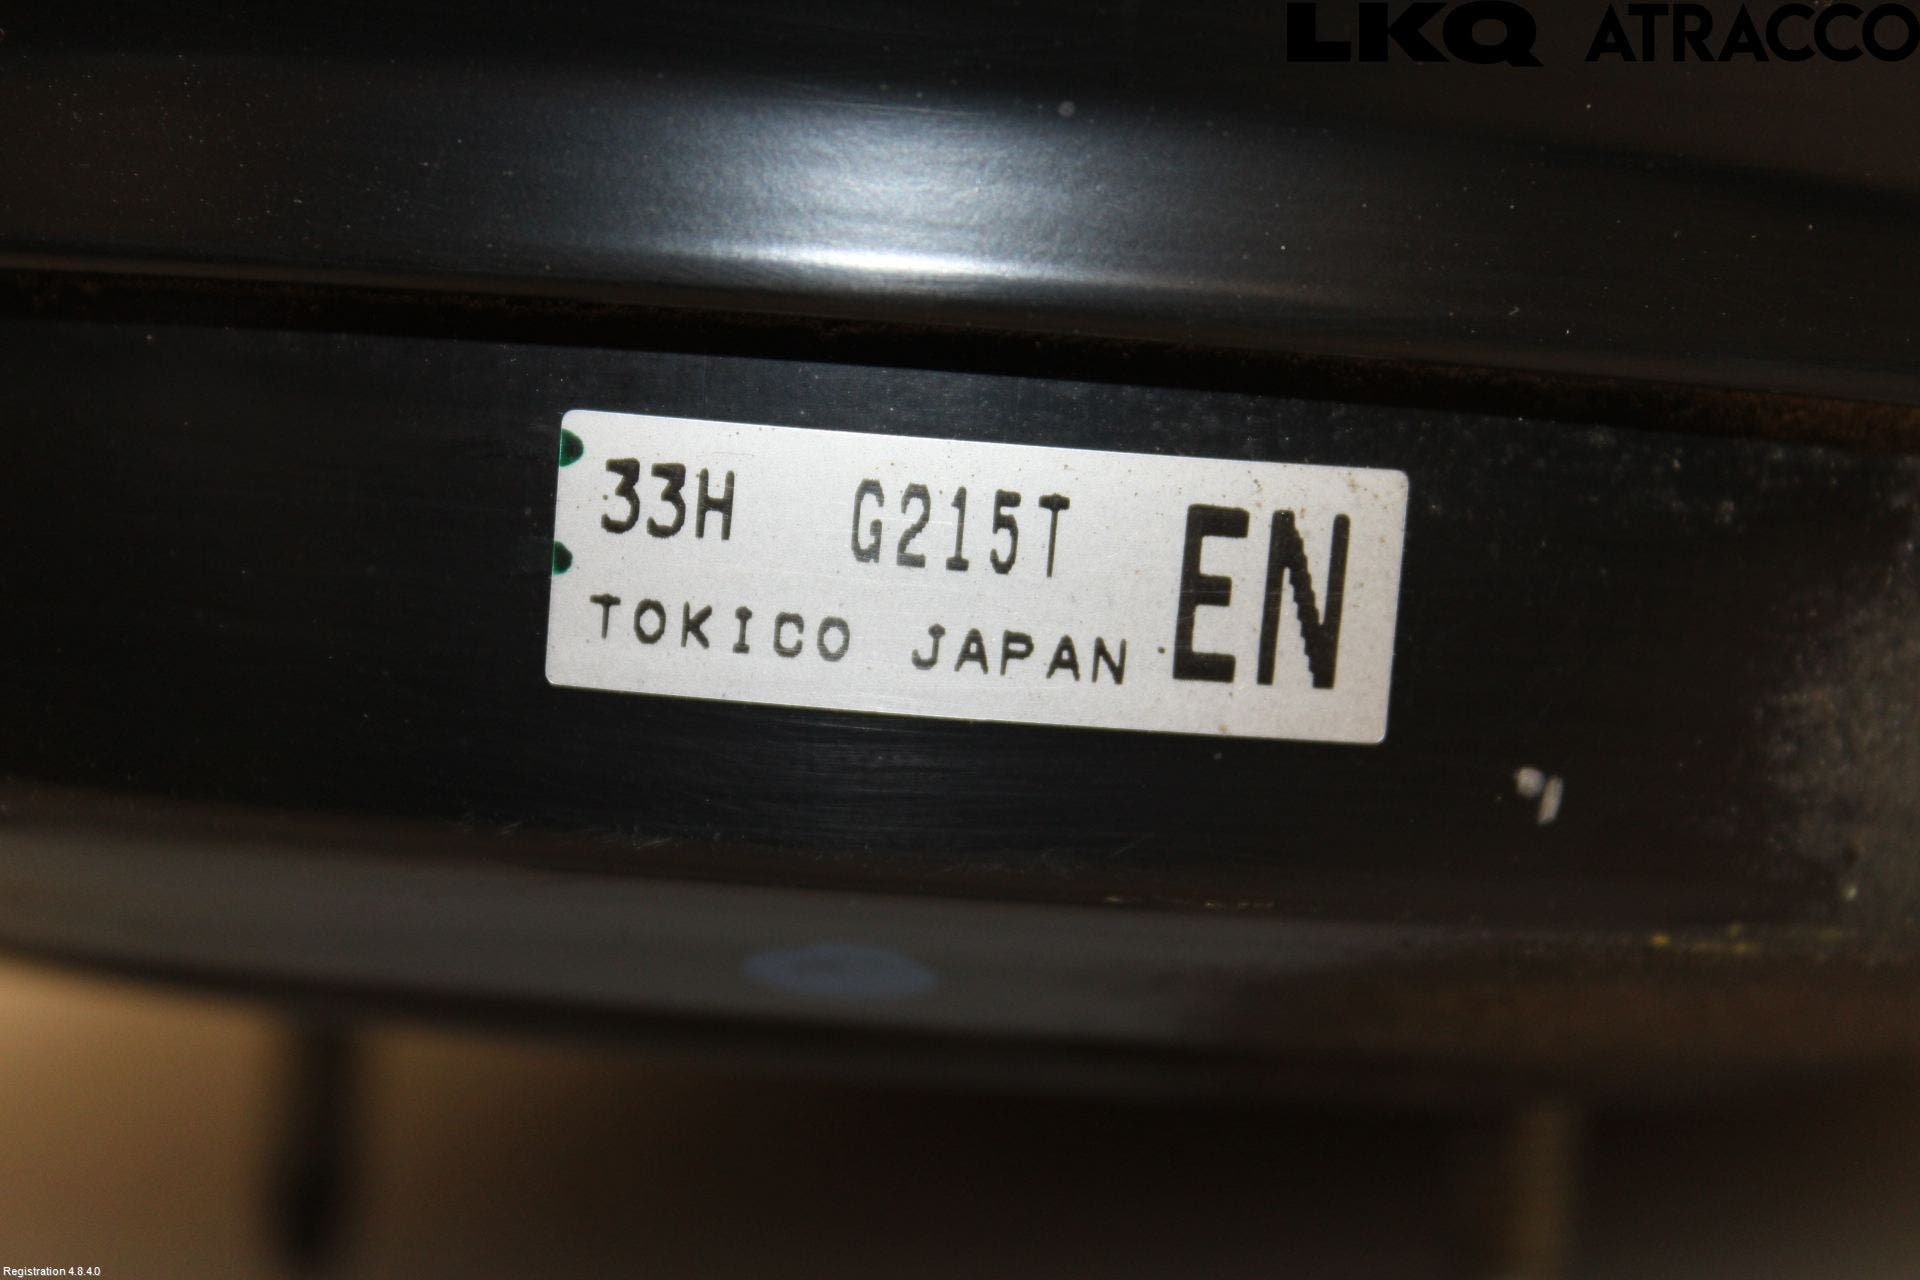 LKQ ATRACCO
33H G215T EN
TOKICO JAPAN
Registration 4.8.4.0